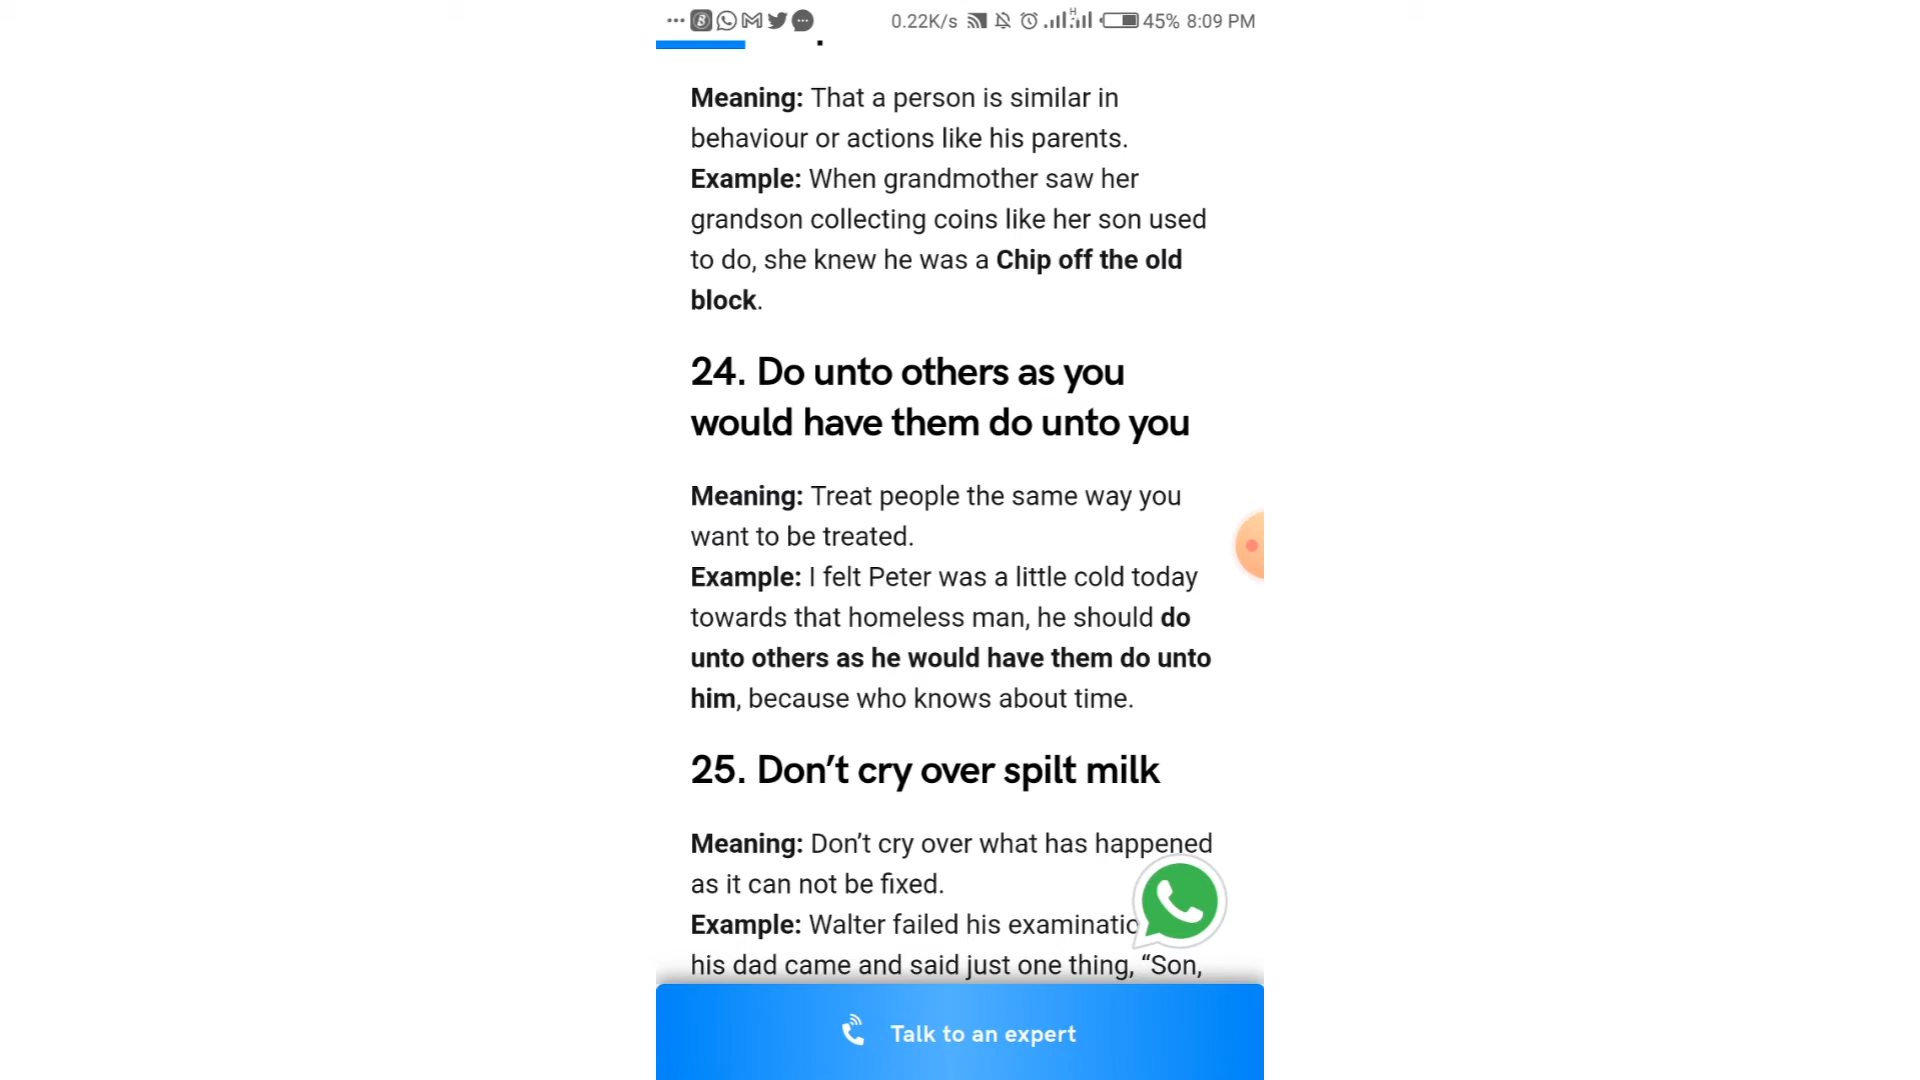 0.22K/s H 45% 8:09 PM
Meaning: That a person is similar in
behaviour or actions like his parents.
Example: When grandmother saw her
grandson collecting coins like her son used
to do, she knew he was a Chip off the old
block.
24. Do unto others as you
would have them do unto you
Meaning: Treat people the same way you
want to be treated.
Example: I felt Peter was a little cold today
towards that homeless man, he should do
unto others as he would have them do unto
him, because who knows about time.
25. Don’t cry over spilt milk
Meaning: Don’t cry over what has happened
as it can not be fixed.
Example: Walter failed his examinatio
his dad came and said just one thing, “Son,
Talk to an expert